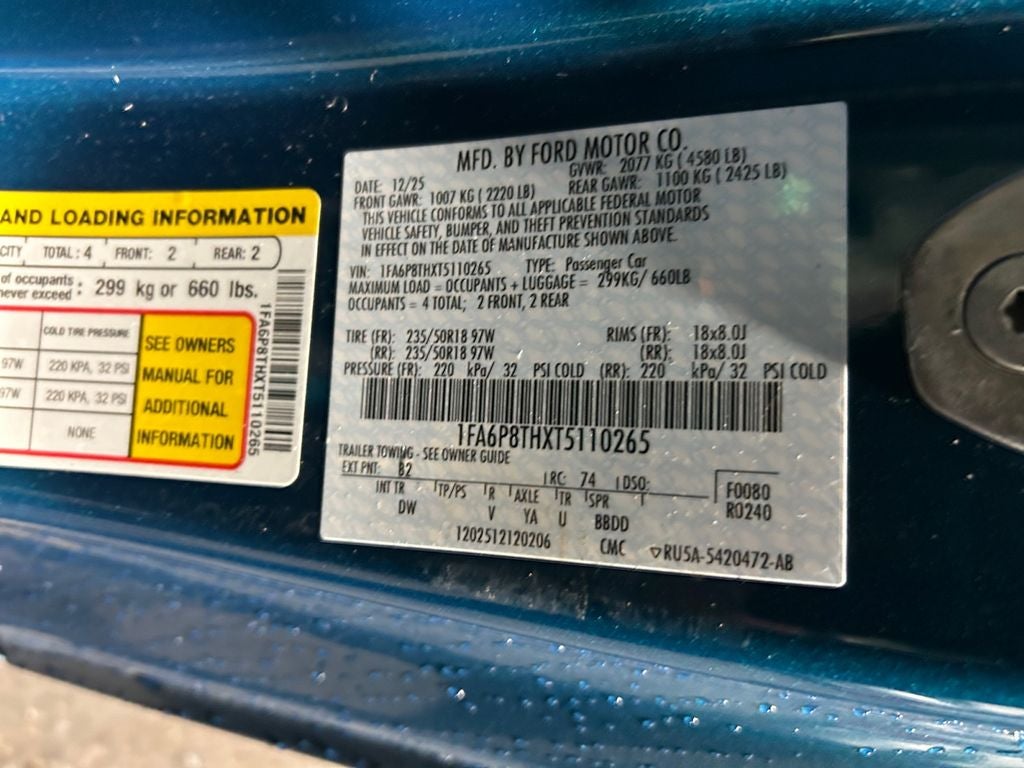 AND LOADING INFORMATION
CITY TOTAL : 4 FRONT: 2 REAR: 2
of occupants
never exceed : 299 kg or 660 lbs.
COLD TIRE PRESSURE
97W 220 KPA, 32 PSI
97W 220 KPA, 32 PSI
NONE
SEE OWNERS
MANUAL FOR
ADDITIONAL
INFORMATION
1FA6P8THXT5110265
MFD. BY FORD MOTOR CO.
DATE: 12/25 GVWR: 2077 KG ( 4580 LB)
FRONT GAWR: 1007 KG ( 2220 LB) REAR GAWR: 1100 KG ( 2425 LB)
THIS VEHICLE CONFORMS TO ALL APPLICABLE FEDERAL MOTOR
VEHICLE SAFETY, BUMPER, AND THEFT PREVENTION STANDARDS
IN EFFECT ON THE DATE OF MANUFACTURE SHOWN ABOVE.
VIN: 1FA6P8THXT5110265 TYPE: Passenger Car
MAXIMUM LOAD = OCCUPANTS + LUGGAGE = 299KG/ 660LB
OCCUPANTS = 4 TOTAL; 2 FRONT, 2 REAR
TIRE (FR): 235/50R18 97W RIMS (FR): 18x8.0J
(RR): 235/50R18 97W (RR): 18x8.0J
PRESSURE (FR): 220 kPa/ 32 PSI COLD (RR): 220 kPa/ 32 PSI COLD
1FA6P8THXT5110265
TRAILER TOWING - SEE OWNER GUIDE
EXT PNT: B2 RC: 74 DSO:
INT TR TP/PS R AXLE TR SPR T
DW V YA U BBDD
F0080
R0240
1202512120206 CMC ▽RU5A-5420472-AB